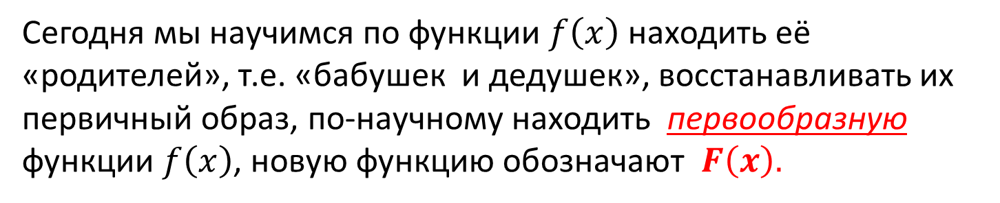 Сегодня мы научимся по функции f(x) находить её
«родителей», т.е. «бабушек и дедушек», восстанавливать их
первичный образ, по-научному находить первообразную
функции f(x), новую функцию обозначают F(x).